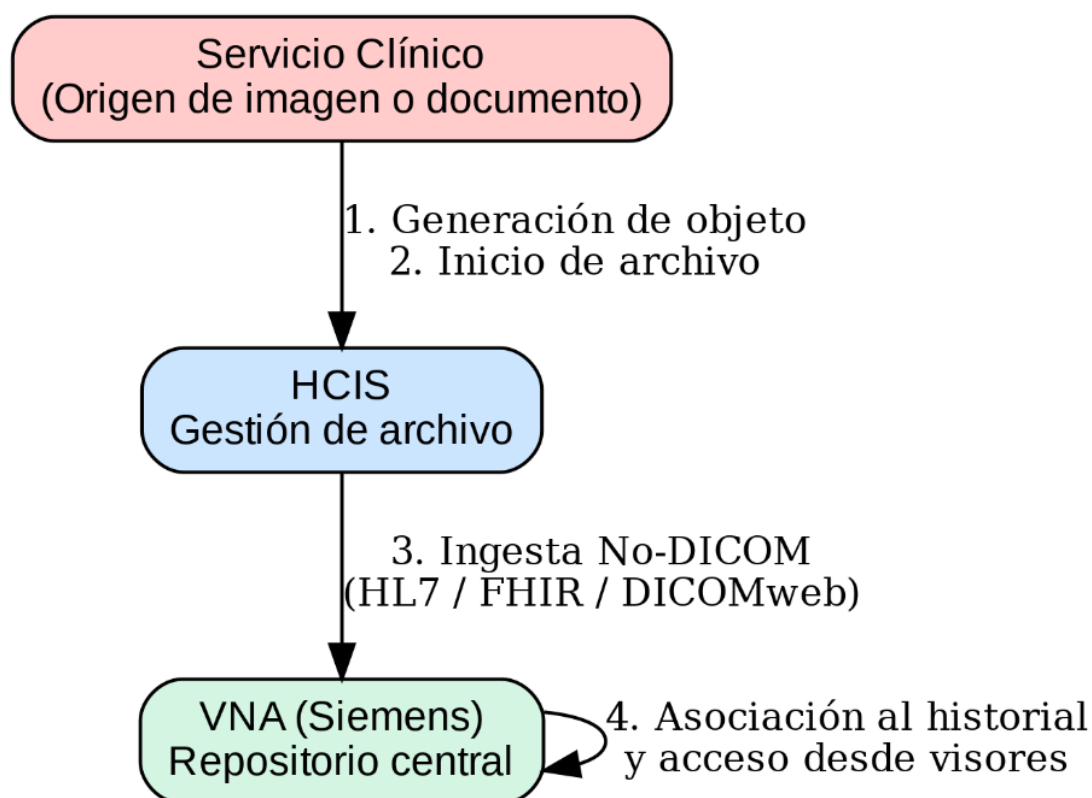 Servicio Clínico
(Origen de imagen o documento)
1. Generación de objeto
2. Inicio de archivo
HCIS
Gestión de archivo
3. Ingesta No-DICOM
(HL7 / FHIR / DICOMweb)
VNA (Siemens)
Repositorio central
4. Asociación al historial
y acceso desde visores